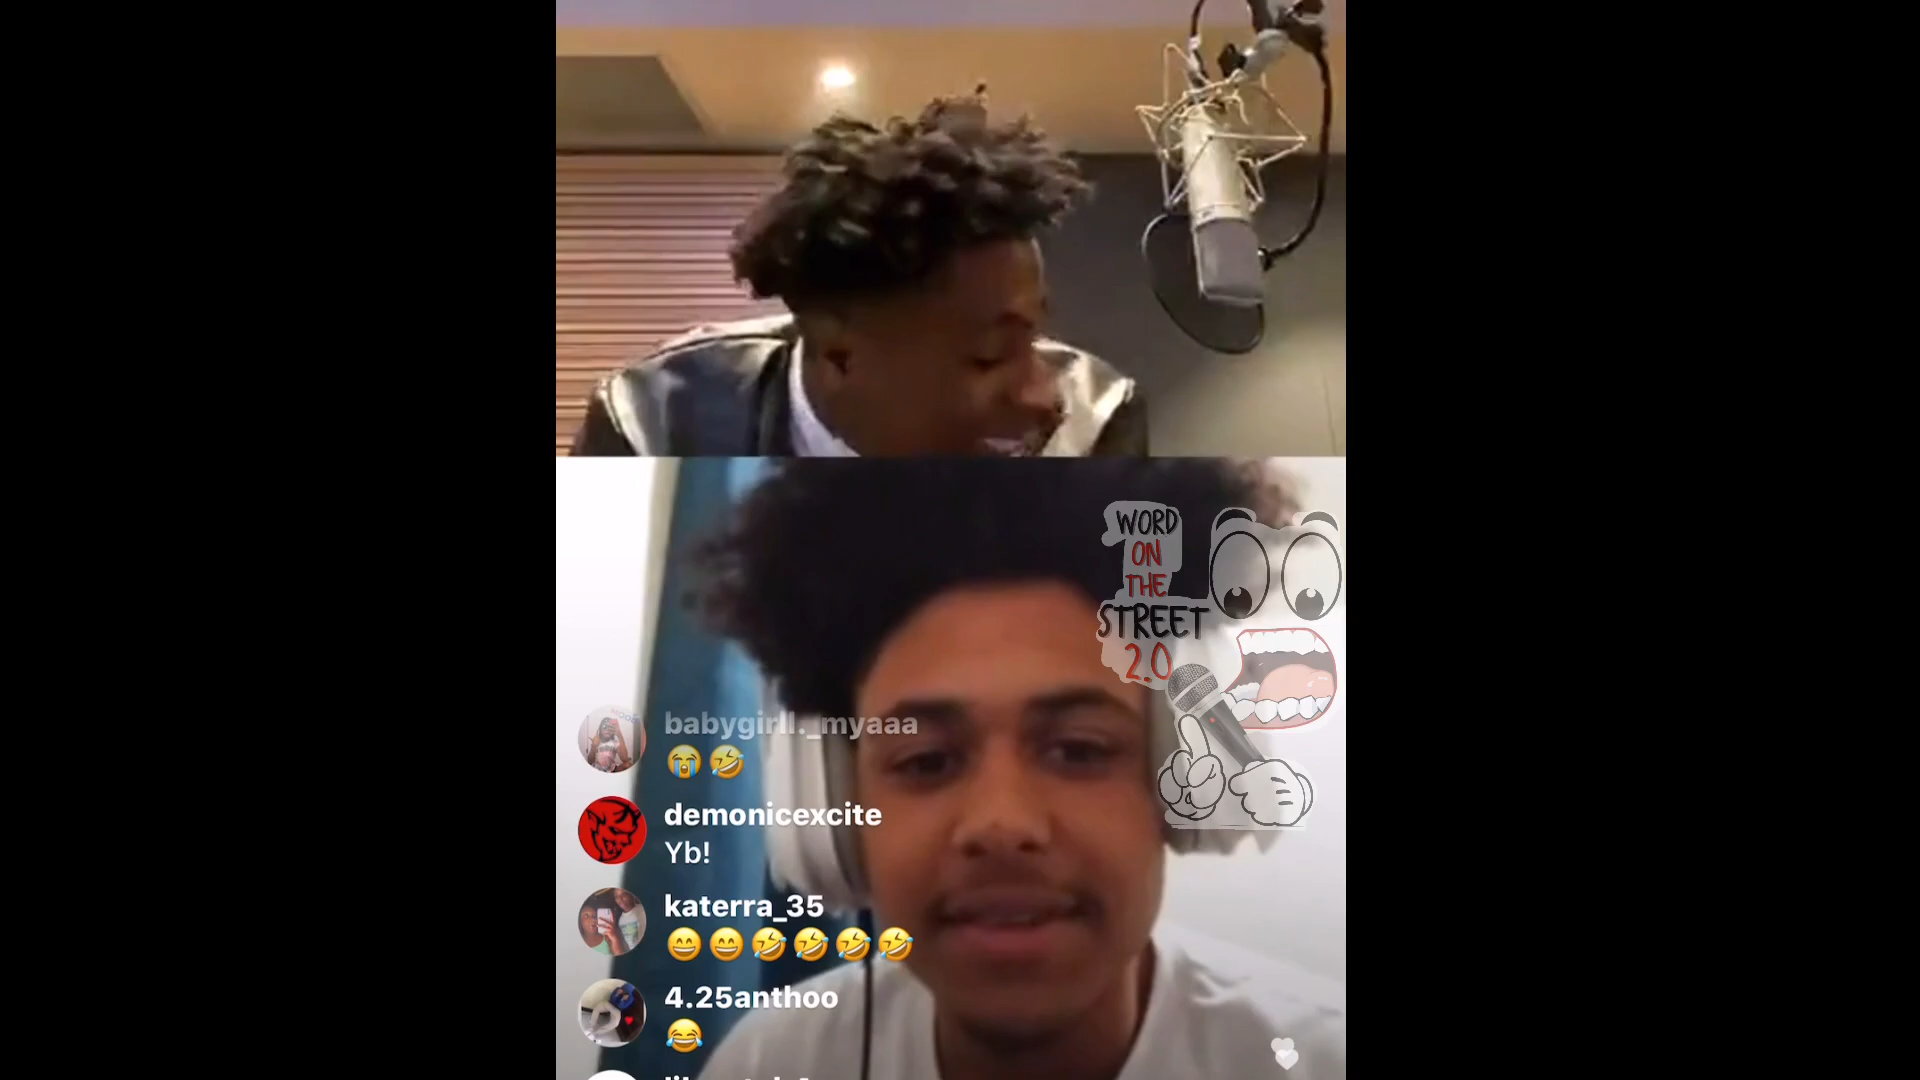 WORD
ON
THE
STREET
2.0
babygirll._myaaa
😭🤣
demonicexcite
Yb!
katerra_35
😄😄🤣🤣🤣🤣
4.25anthoo
😂